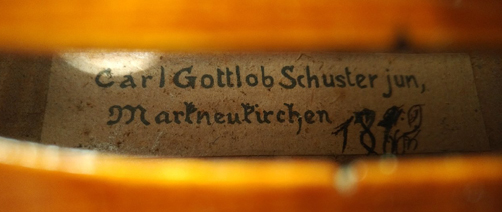 Carl Gottlob Schuster jun,
Markneukirchen